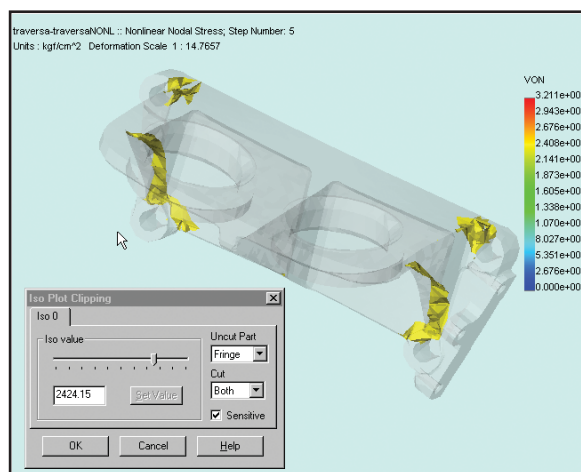 traversa-traversaNONL :: Nonlinear Nodal Stress; Step Number: 5
Units : kgf/cm^2 Deformation Scale 1 : 14.7657
VON
3.211e+00
2.943e+00
2.676e+00
2.408e+00
2.141e+00
1.873e+00
1.605e+00
1.338e+00
1.070e+00
8.027e+00
5.351e+00
2.676e+00
0.000e+00
Iso Plot Clipping
Iso 0
Iso value
2424.15
Set Value
Uncut Part
Fringe
Cut
Both
Sensitive
OK
Cancel
Help